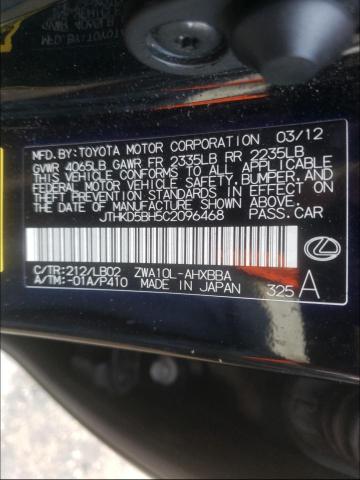 MFD.BY:TOYOTA MOTOR CORPORATION 03/12
GVWR 4065LB GAWR FR 2335LB RR 2235LB
THIS VEHICLE CONFORMS TO ALL APPLICABLE
FEDERAL MOTOR VEHICLE SAFETY,BUMPER,AND
THEFT PREVENTION STANDARDS IN EFFECT ON
THE DATE OF MANUFACTURE SHOWN ABOVE.
JTHKD5BH5C2096468 PASS.CAR
C/TR:212/LB02 ZWA10L-AHXBBA
A/TM:-01A/P410 MADE IN JAPAN 325 A